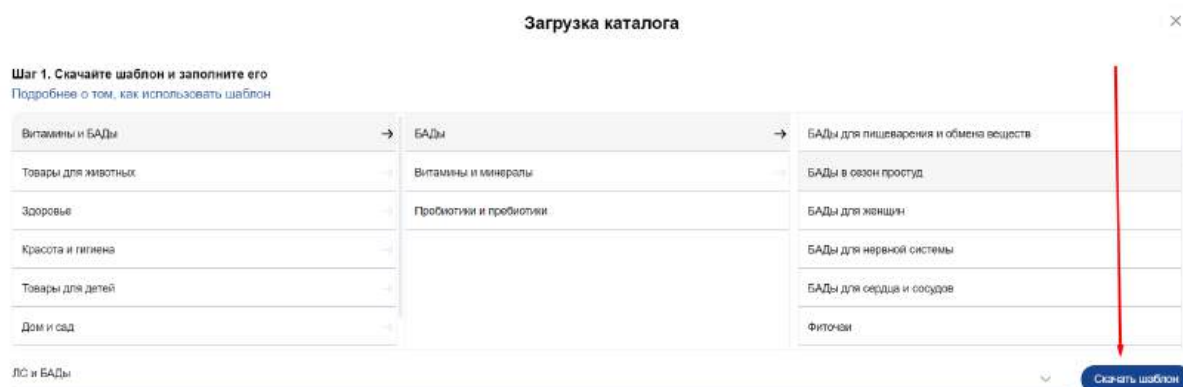 Загрузка каталога
Шаг 1. Скачайте шаблон и заполните его
Подробнее о том, как использовать шаблон
Витамины и БАДы
БАДы
БАДы для пищеварения и обмена веществ
Товары для животных
Витамины и минералы
БАДы в сезон простуд
Здоровье
Пробиотики и пребиотики
БАДы для женщин
Красота и гигиена
БАДы для нервной системы
Товары для детей
БАДы для сердца и сосудов
Дом и сад
Фиточаи
ЛС и БАДы
Скачать шаблон